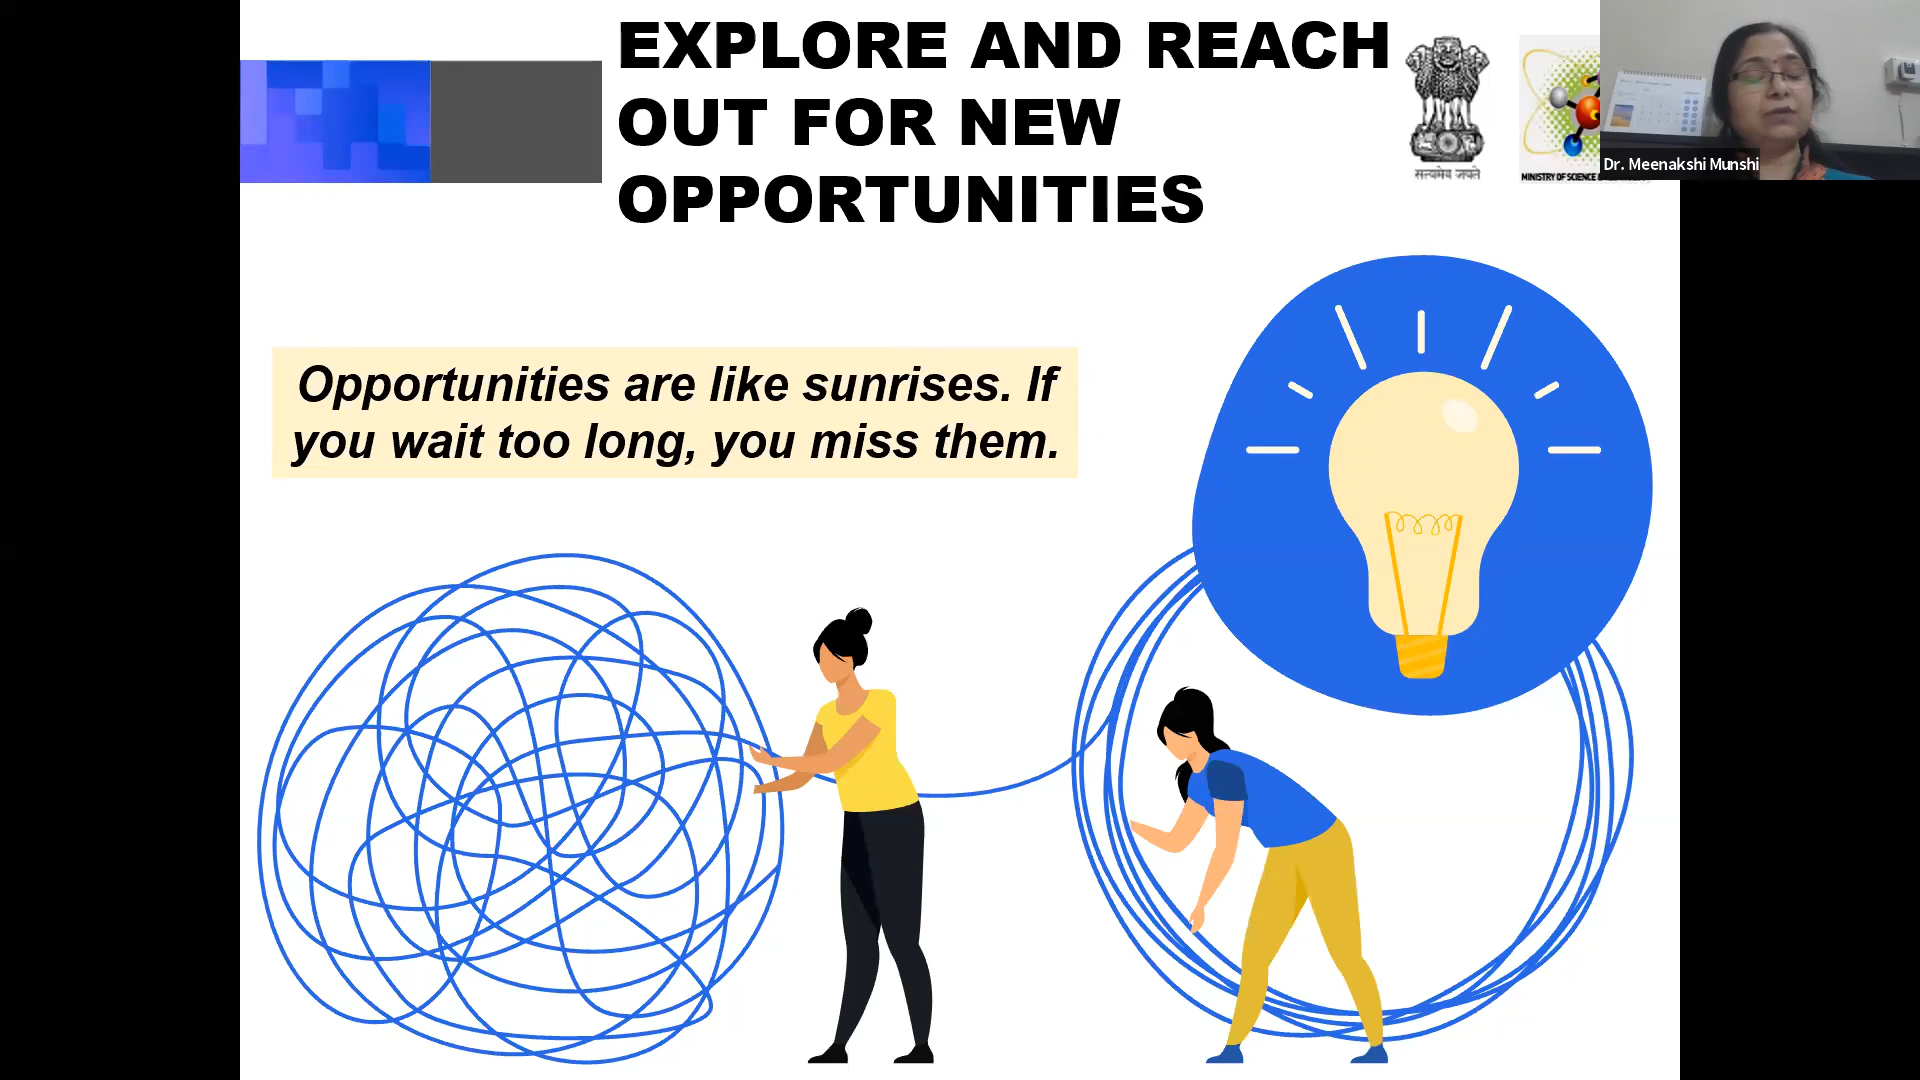 EXPLORE AND REACH
OUT FOR NEW
OPPORTUNITIES
सत्यमेव जयते
MINISTRY OF SCIENCE
Dr. Meenakshi Munshi
Opportunities are like sunrises. If
you wait too long, you miss them.